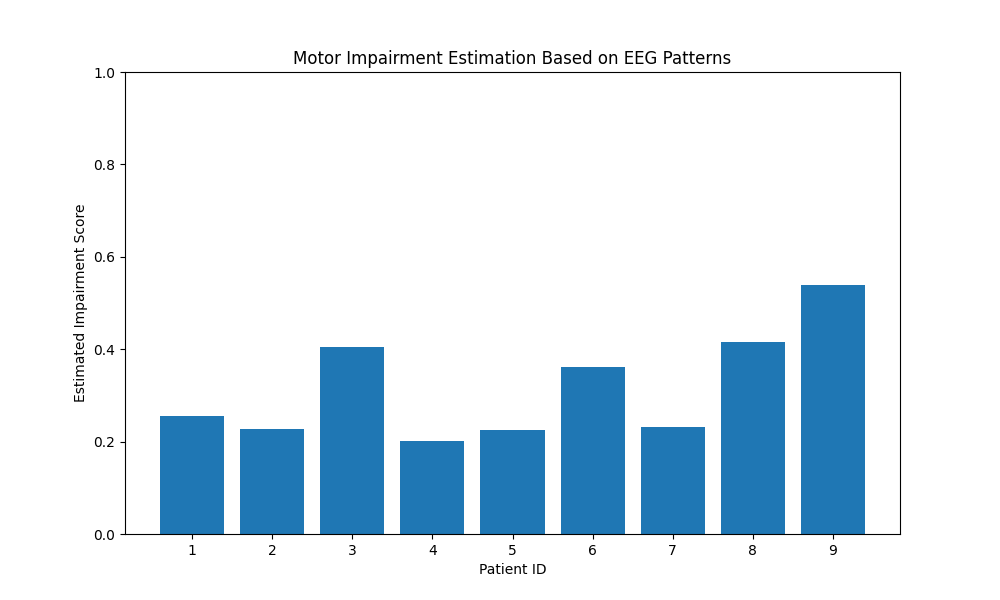 Motor Impairment Estimation Based on EEG Patterns
1.0
0.8
0.6
0.4
0.2
0.0
Estimated Impairment Score
1 2 3 4 5 6 7 8 9
Patient ID